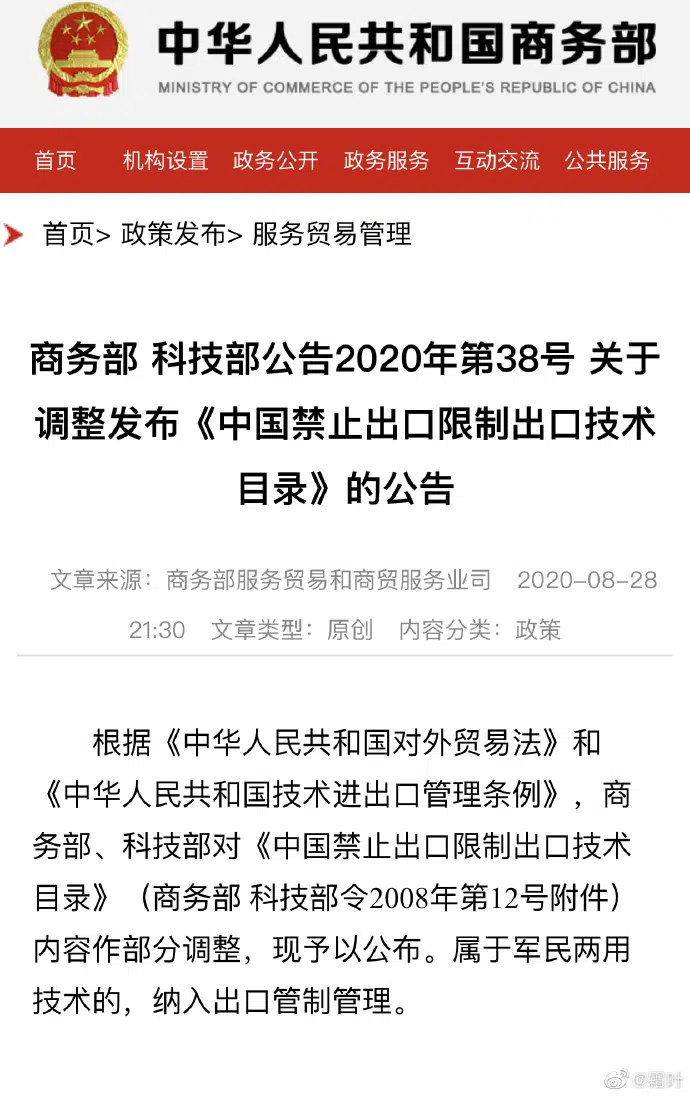 中华人民共和国商务部
MINISTRY OF COMMERCE OF THE PEOPLE'S REPUBLIC OF CHINA
首页 机构设置 政务公开 政务服务 互动交流 公共服务
首页> 政策发布> 服务贸易管理
商务部 科技部公告2020年第38号 关于
调整发布《中国禁止出口限制出口技术
目录》的公告
文章来源：商务部服务贸易和商贸服务业司 2020-08-28
21:30 文章类型：原创 内容分类：政策
根据《中华人民共和国对外贸易法》和
《中华人民共和国技术进出口管理条例》，商
务部、科技部对《中国禁止出口限制出口技术
目录》（商务部 科技部令2008年第12号附件）
内容作部分调整，现予以公布。属于军民两用
技术的，纳入出口管制管理。
@霜叶